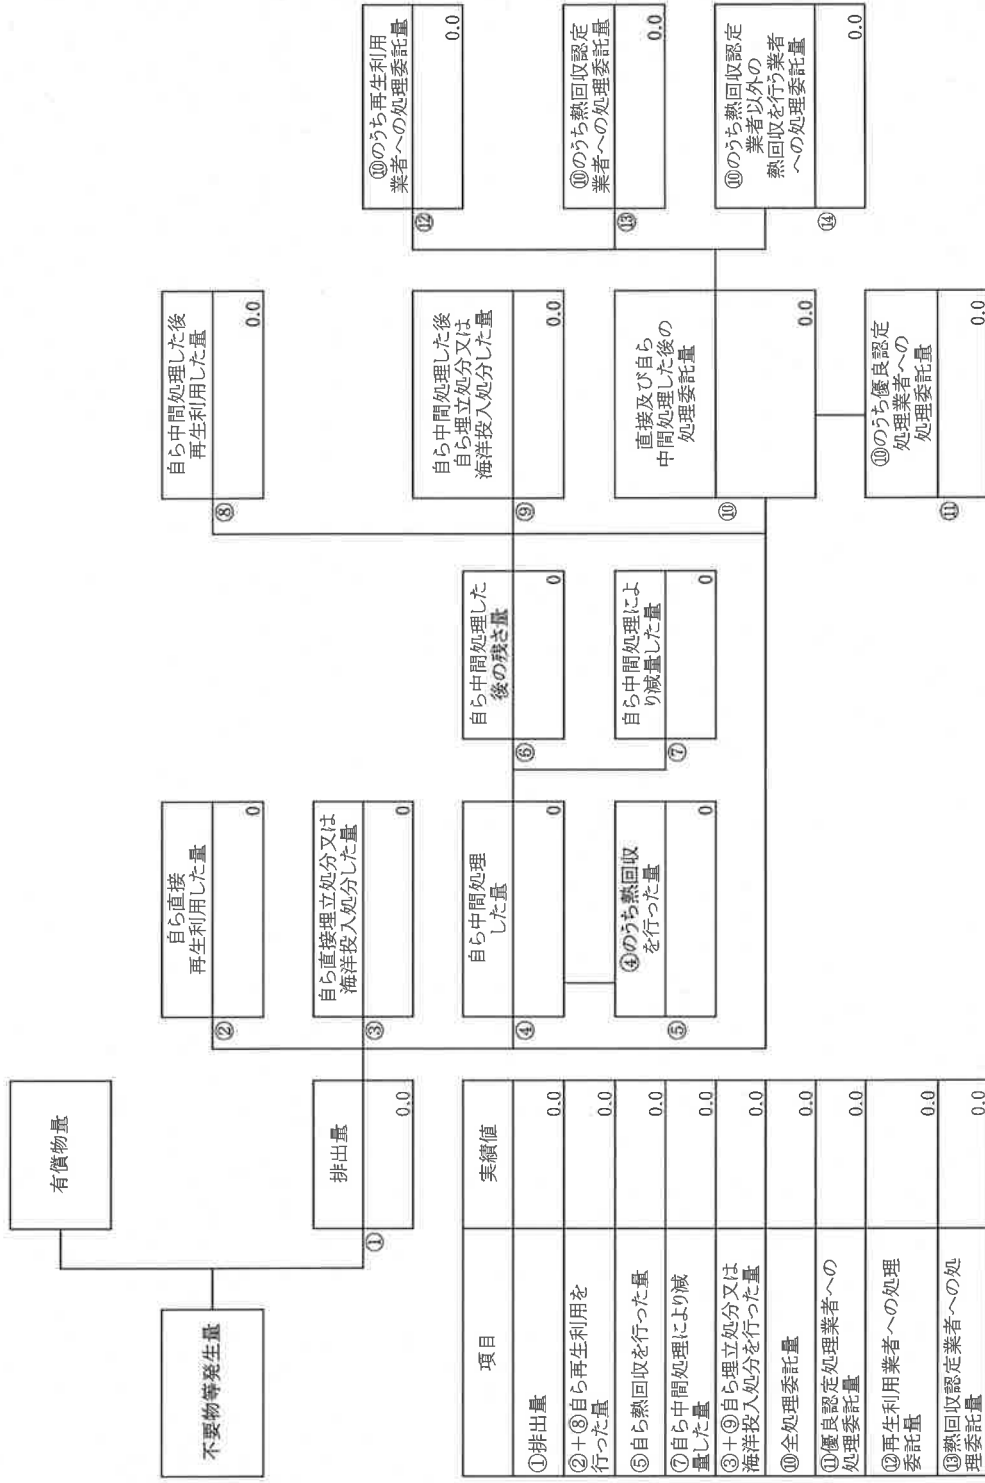 有償物量
不要物等発生量
排出量
①
0.0
自ら直接
再生利用した量
②
0
自ら直接埋立処分又は
海洋投入処分した量
③
0
自ら中間処理
した量
④
0
④のうち熱回収
を行った量
⑤
0
自ら中間処理した
後の残さ量
⑥
0
自ら中間処理によ
り減量した量
⑦
0
自ら中間処理した後
再生利用した量
⑧
0.0
自ら中間処理した後
自ら埋立処分又は
海洋投入処分した量
⑨
0.0
直接及び自ら
中間処理した後の
処理委託量
⑩
0.0
⑩のうち優良認定
処理業者への
処理委託量
⑪
0.0
⑩のうち再生利用
業者への処理委託量
⑫
0.0
⑩のうち熱回収認定
業者への処理委託量
⑬
0.0
⑩のうち熱回収認定
業者以外の
熱回収を行う業者
への処理委託量
⑭
0.0
項目
実績値
①排出量
0.0
②+⑧自ら再生利用を
行った量
0.0
⑤自ら熱回収を行った量
0.0
⑦自ら中間処理により減
量した量
0.0
③+⑨自ら埋立処分又は
海洋投入処分を行った量
0.0
⑩全処理委託量
0.0
⑪優良認定処理業者への
処理委託量
0.0
⑫再生利用業者への処理
委託量
0.0
⑬熱回収認定業者への処
理委託量
0.0